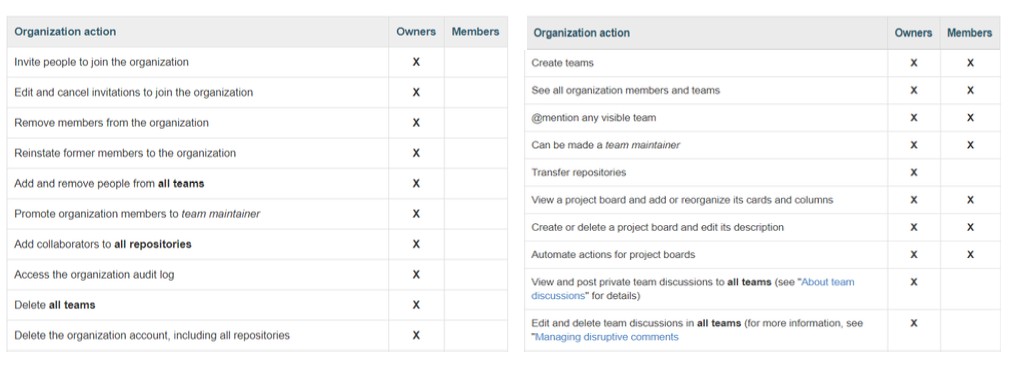 Organization action Owners Members
Invite people to join the organization X
Edit and cancel invitations to join the organization X
Remove members from the organization X
Reinstate former members to the organization X
Add and remove people from all teams X
Promote organization members to team maintainer X
Add collaborators to all repositories X
Access the organization audit log X
Delete all teams X
Delete the organization account, including all repositories X
Organization action Owners Members
Create teams X X
See all organization members and teams X X
@mention any visible team X X
Can be made a team maintainer X X
Transfer repositories X
View a project board and add or reorganize its cards and columns X X
Create or delete a project board and edit its description X X
Automate actions for project boards X X
View and post private team discussions to all teams (see "About team X
discussions" for details)
Edit and delete team discussions in all teams (for more information, see X
"Managing disruptive comments